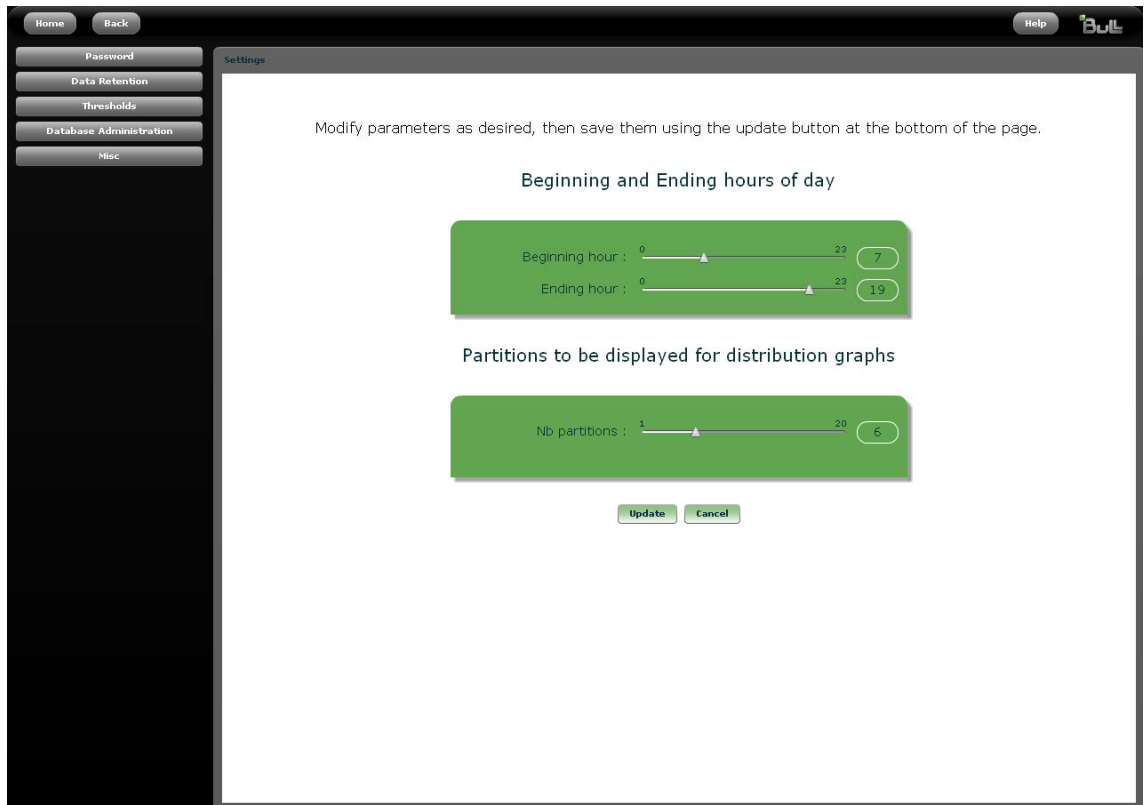 Home Back Help Bull
Password
Data Retention
Thresholds
Database Administration
Misc
Settings
Modify parameters as desired, then save them using the update button at the bottom of the page.
Beginning and Ending hours of day
Beginning hour : 0 23 7
Ending hour : 0 23 19
Partitions to be displayed for distribution graphs
Nb partitions : 1 20 6
Update Cancel